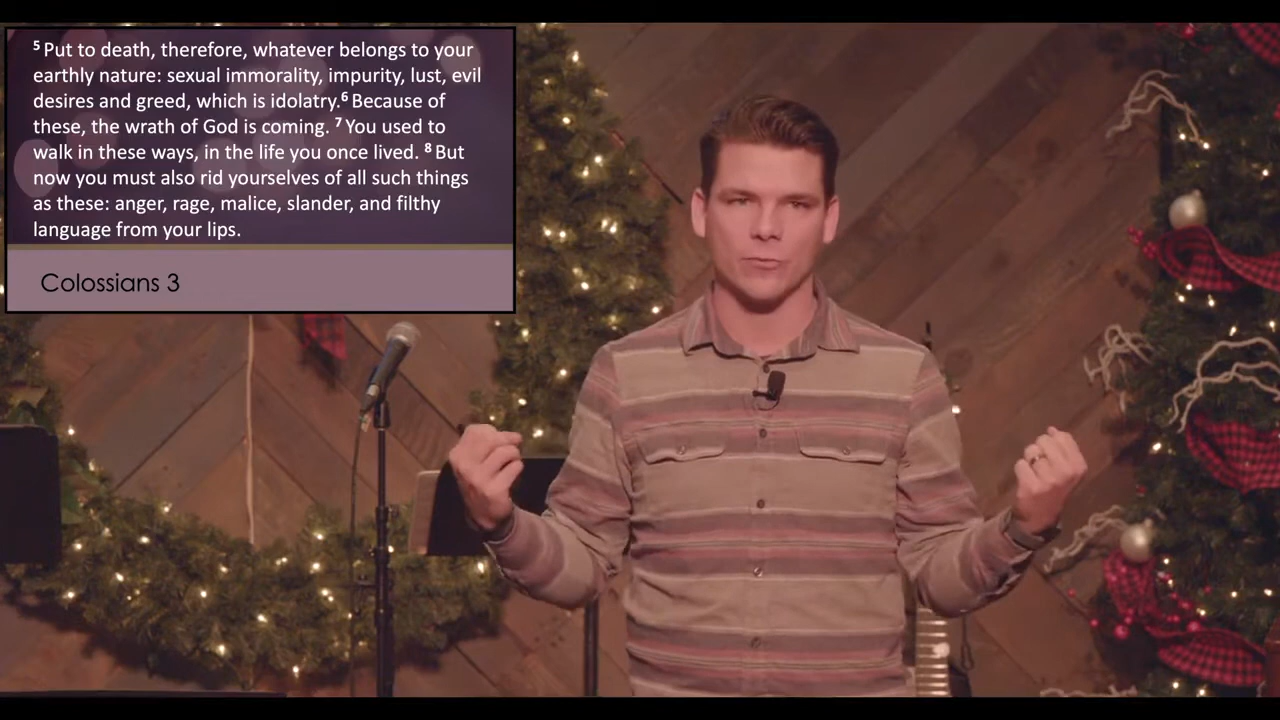 ⁵ Put to death, therefore, whatever belongs to your
earthly nature: sexual immorality, impurity, lust, evil
desires and greed, which is idolatry.⁶ Because of
these, the wrath of God is coming. ⁷ You used to
walk in these ways, in the life you once lived. ⁸ But
now you must also rid yourselves of all such things
as these: anger, rage, malice, slander, and filthy
language from your lips.
Colossians 3